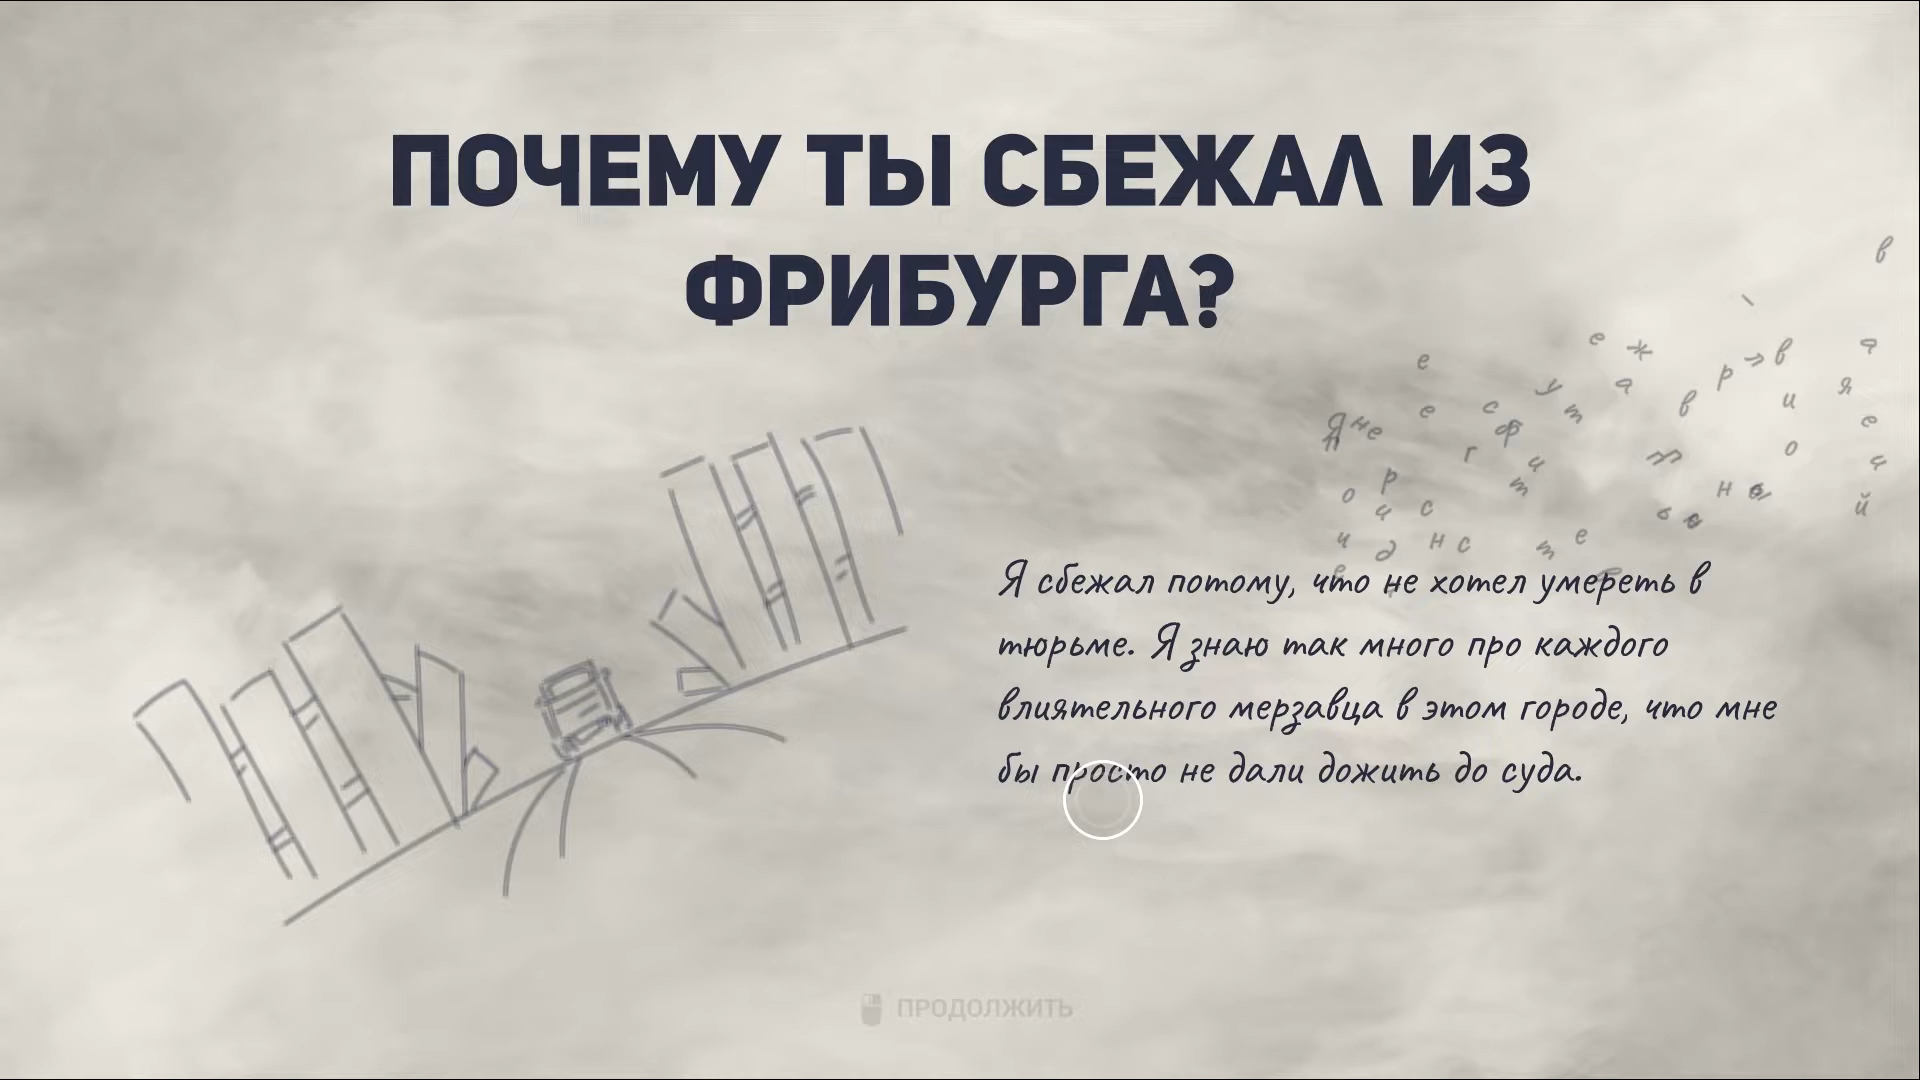 ПОЧЕМУ ТЫ СБЕЖАЛ ИЗ
ФРИБУРГА?
Я сбежал потому, что не хотел умереть в
тюрьме. Я знаю так много про каждого
влиятельного мерзавца в этом городе, что мне
бы просто не дали дожить до суда.
ПРОДОЛЖИТЬ